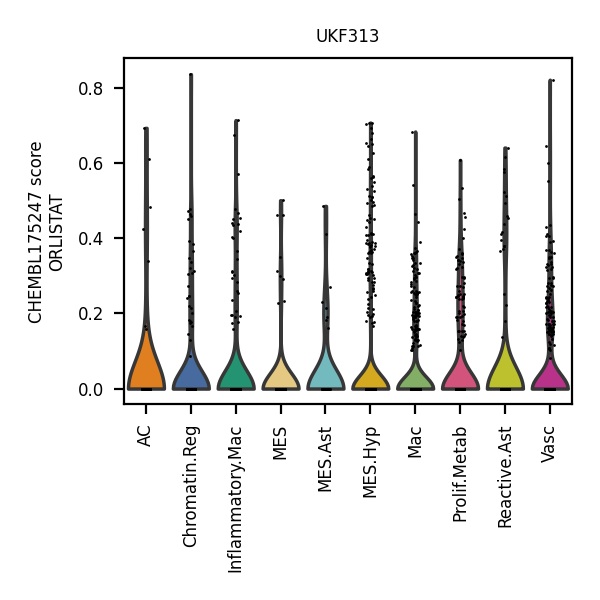 UKF313
CHEMBL175247 score
ORLISTAT
0.8
0.6
0.4
0.2
0.0
AC
Chromatin.Reg
Inflammatory.Mac
MES
MES.Ast
MES.Hyp
Mac
Prolif.Metab
Reactive.Ast
Vasc